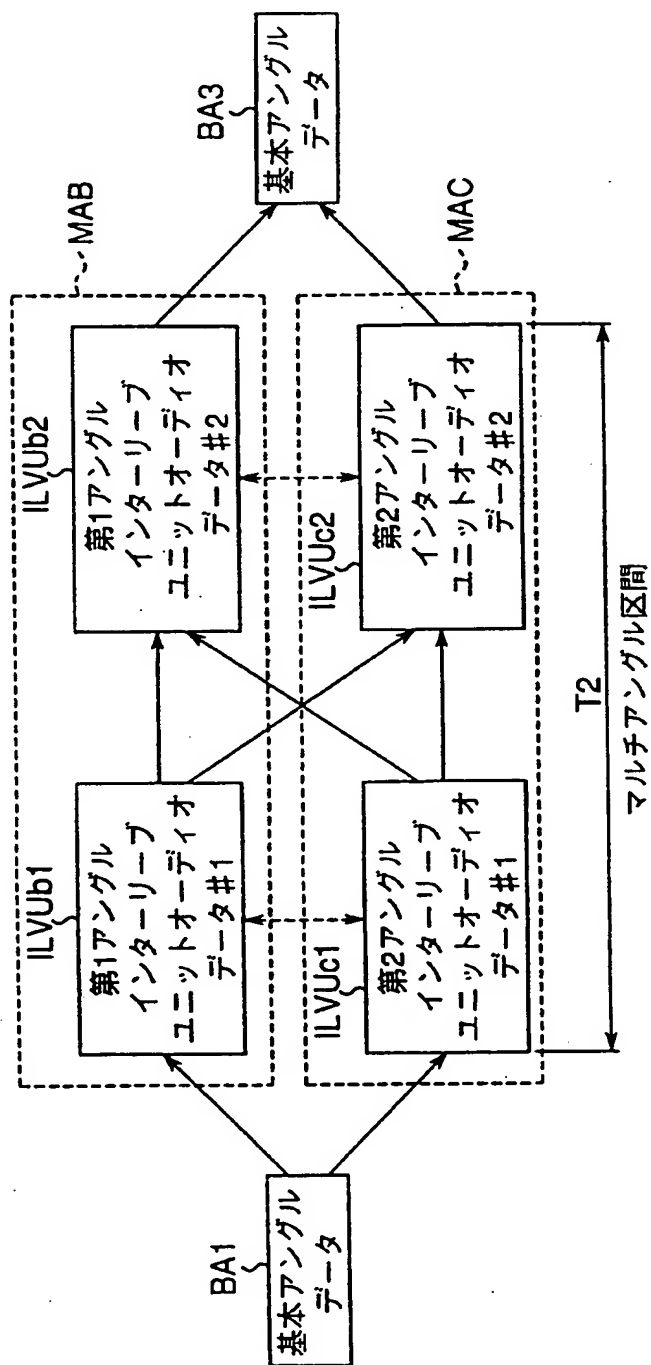 BA1
基本アングル
データ
MAB
ILVUb1
第1アングル
インターリーブ
ユニットオーディオ
データ#1
ILVUb2
第1アングル
インターリーブ
ユニットオーディオ
データ#2
MAC
ILVUc1
第2アングル
インターリーブ
ユニットオーディオ
データ#1
ILVUc2
第2アングル
インターリーブ
ユニットオーディオ
データ#2
BA3
基本アングル
データ
T2
マルチアングル区間